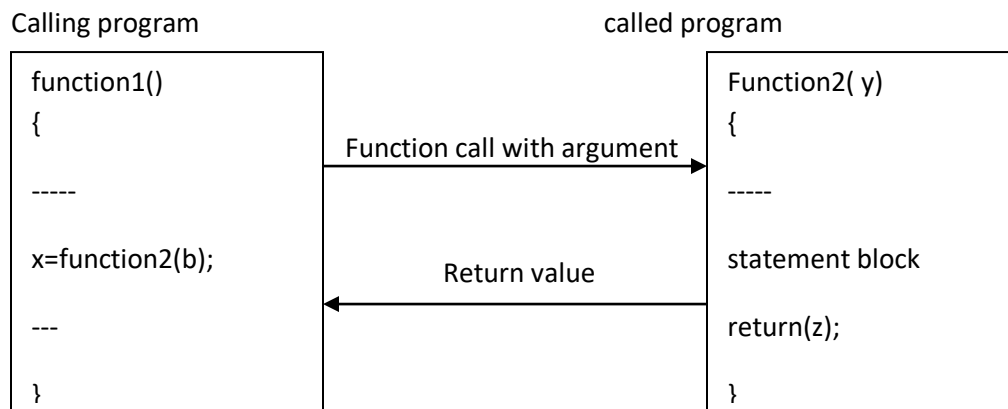 Calling program
called program
function1()
{
-----
x=function2(b);
---
}
Function call with argument
Return value
Function2( y)
{
-----
statement block
return(z);
}